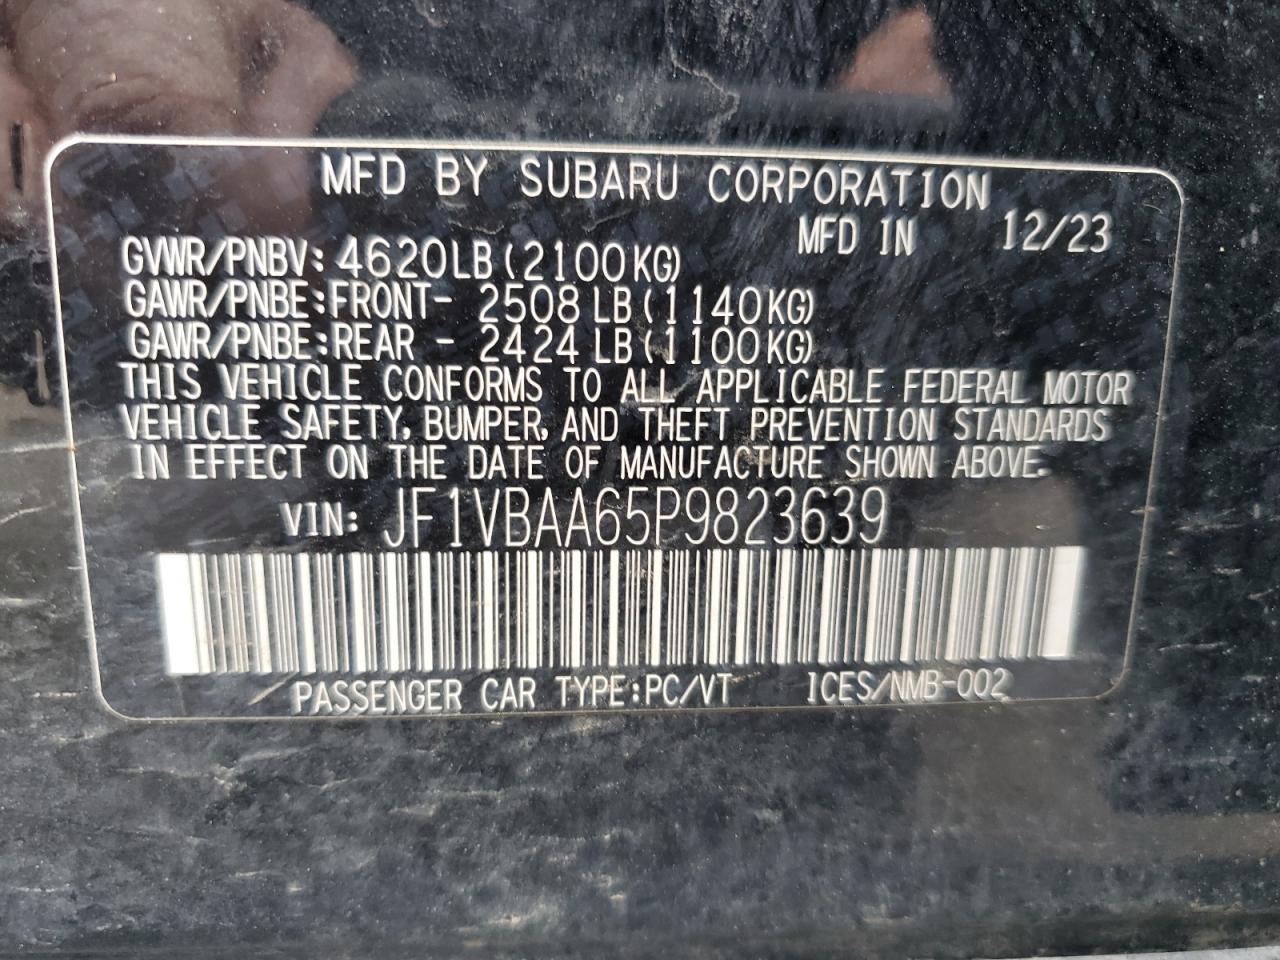 MFD BY SUBARU CORPORATION
MFD IN 12/23
GVWR/PNBV: 4620LB (2100KG)
GAWR/PNBE:FRONT- 2508 LB (1140KG)
GAWR/PNBE:REAR - 2424 LB (1100KG)
THIS VEHICLE CONFORMS TO ALL APPLICABLE FEDERAL MOTOR
VEHICLE SAFETY, BUMPER, AND THEFT PREVENTION STANDARDS
IN EFFECT ON THE DATE OF MANUFACTURE SHOWN ABOVE.
VIN: JF1VBAA65P9823639
PASSENGER CAR TYPE:PC/VT ICES/NMB-002